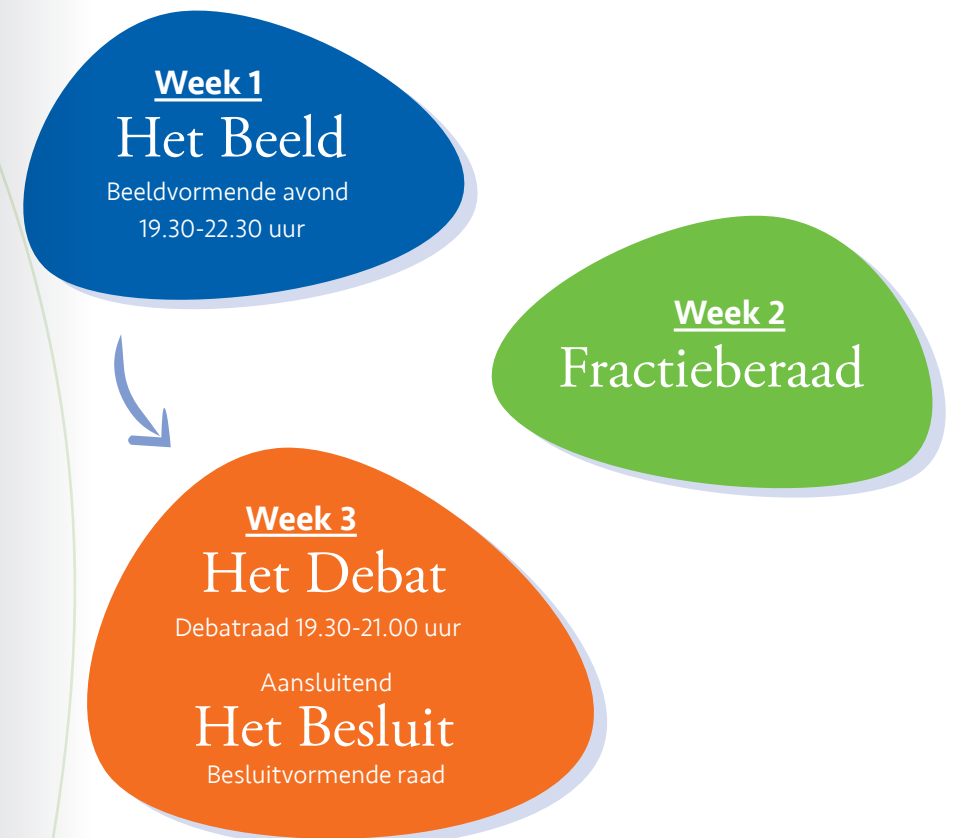 Week 1
Het Beeld
Beeldvormende avond
19.30-22.30 uur
Week 2
Fractieberaad
Week 3
Het Debat
Debatraad 19.30-21.00 uur
Aansluitend
Het Besluit
Besluitvormende raad